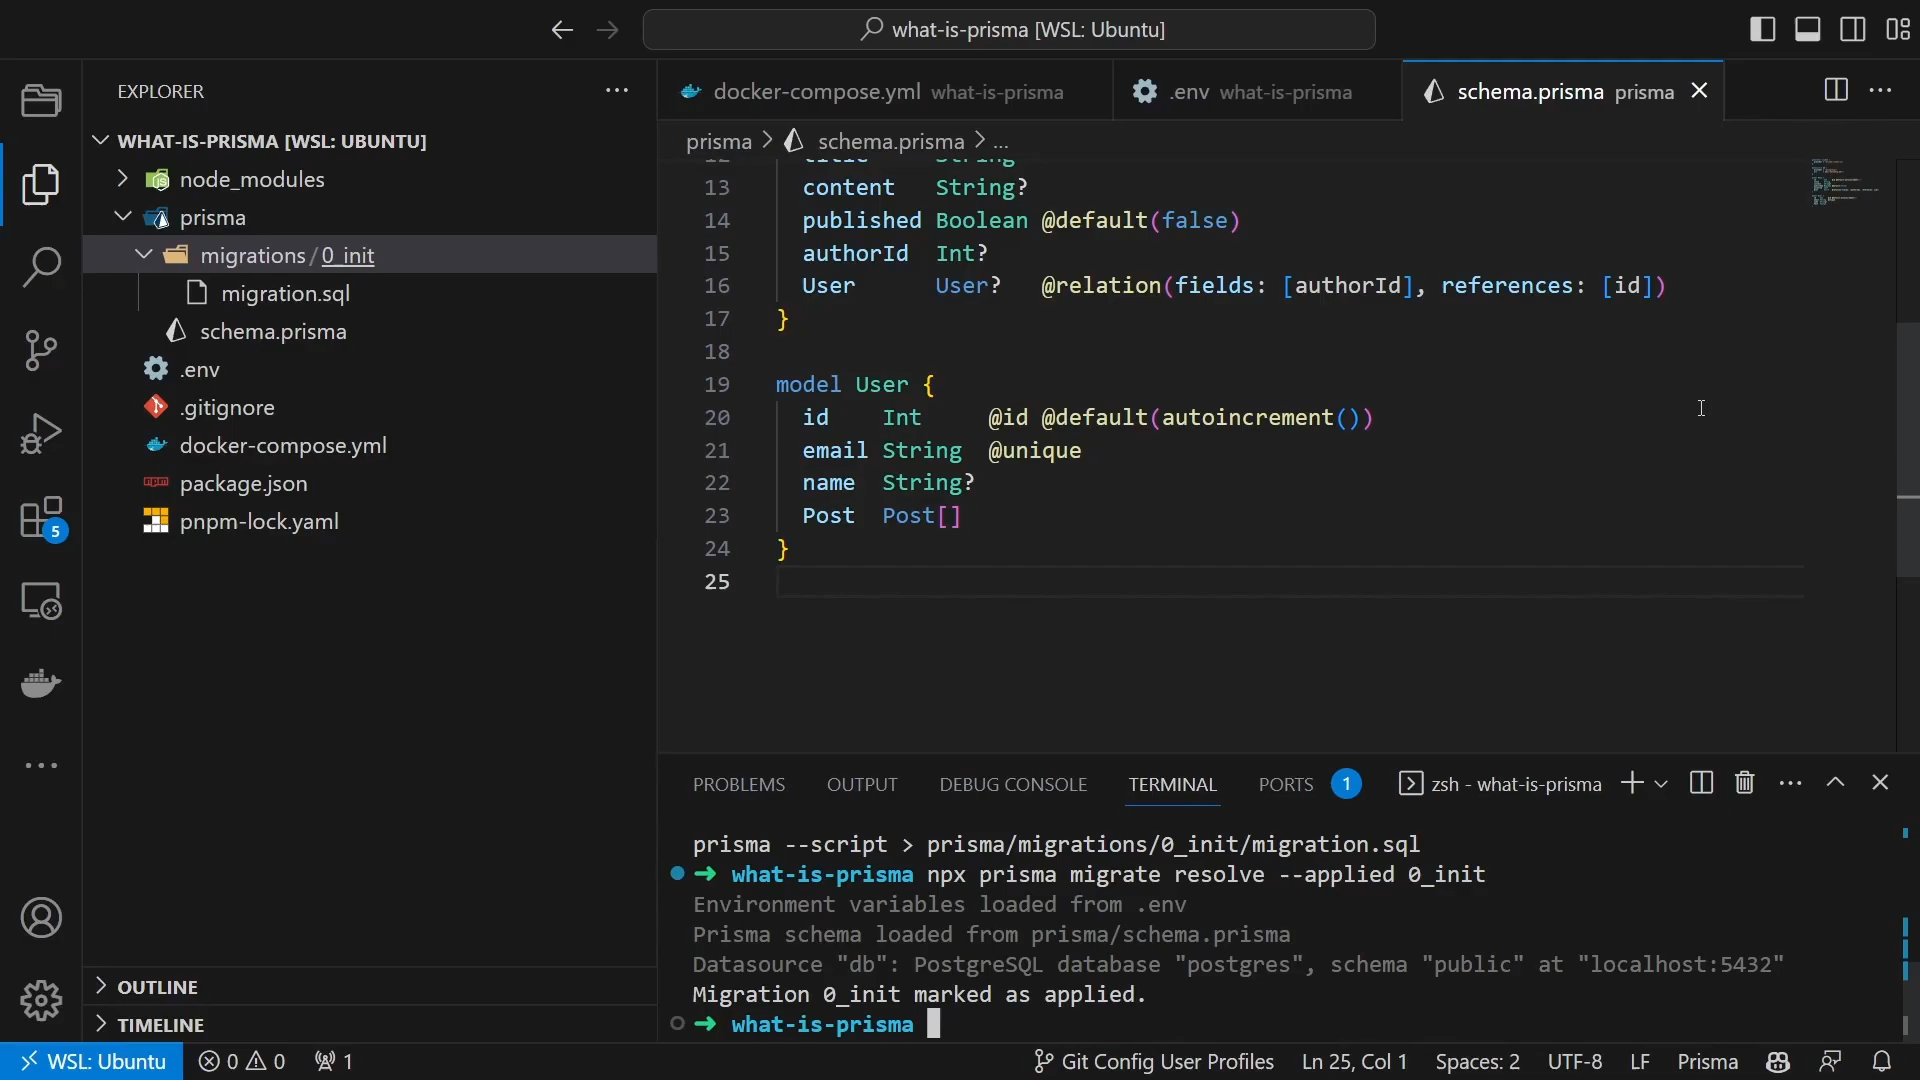 what-is-prisma [WSL: Ubuntu]
EXPLORER
WHAT-IS-PRISMA [WSL: UBUNTU]
node_modules
prisma
migrations/0_init
migration.sql
schema.prisma
.env
.gitignore
docker-compose.yml
package.json
pnpm-lock.yaml
OUTLINE
TIMELINE
5
docker-compose.yml what-is-prisma
.env what-is-prisma
schema.prisma prisma
prisma > schema.prisma > ...
13 content String?
14 published Boolean @default(false)
15 authorId Int?
16 User User? @relation(fields: [authorId], references: [id])
17 }
18
19 model User {
20 id Int @id @default(autoincrement())
21 email String @unique
22 name String?
23 Post Post[]
24 }
25
PROBLEMS OUTPUT DEBUG CONSOLE TERMINAL PORTS 1 zsh - what-is-prisma
prisma --script > prisma/migrations/0_init/migration.sql
➜ what-is-prisma npx prisma migrate resolve --applied 0_init
Environment variables loaded from .env
Prisma schema loaded from prisma/schema.prisma
Datasource "db": PostgreSQL database "postgres", schema "public" at "localhost:5432"
Migration 0_init marked as applied.
➜ what-is-prisma
WSL: Ubuntu 0 0 1 Git Config User Profiles Ln 25, Col 1 Spaces: 2 UTF-8 LF Prisma